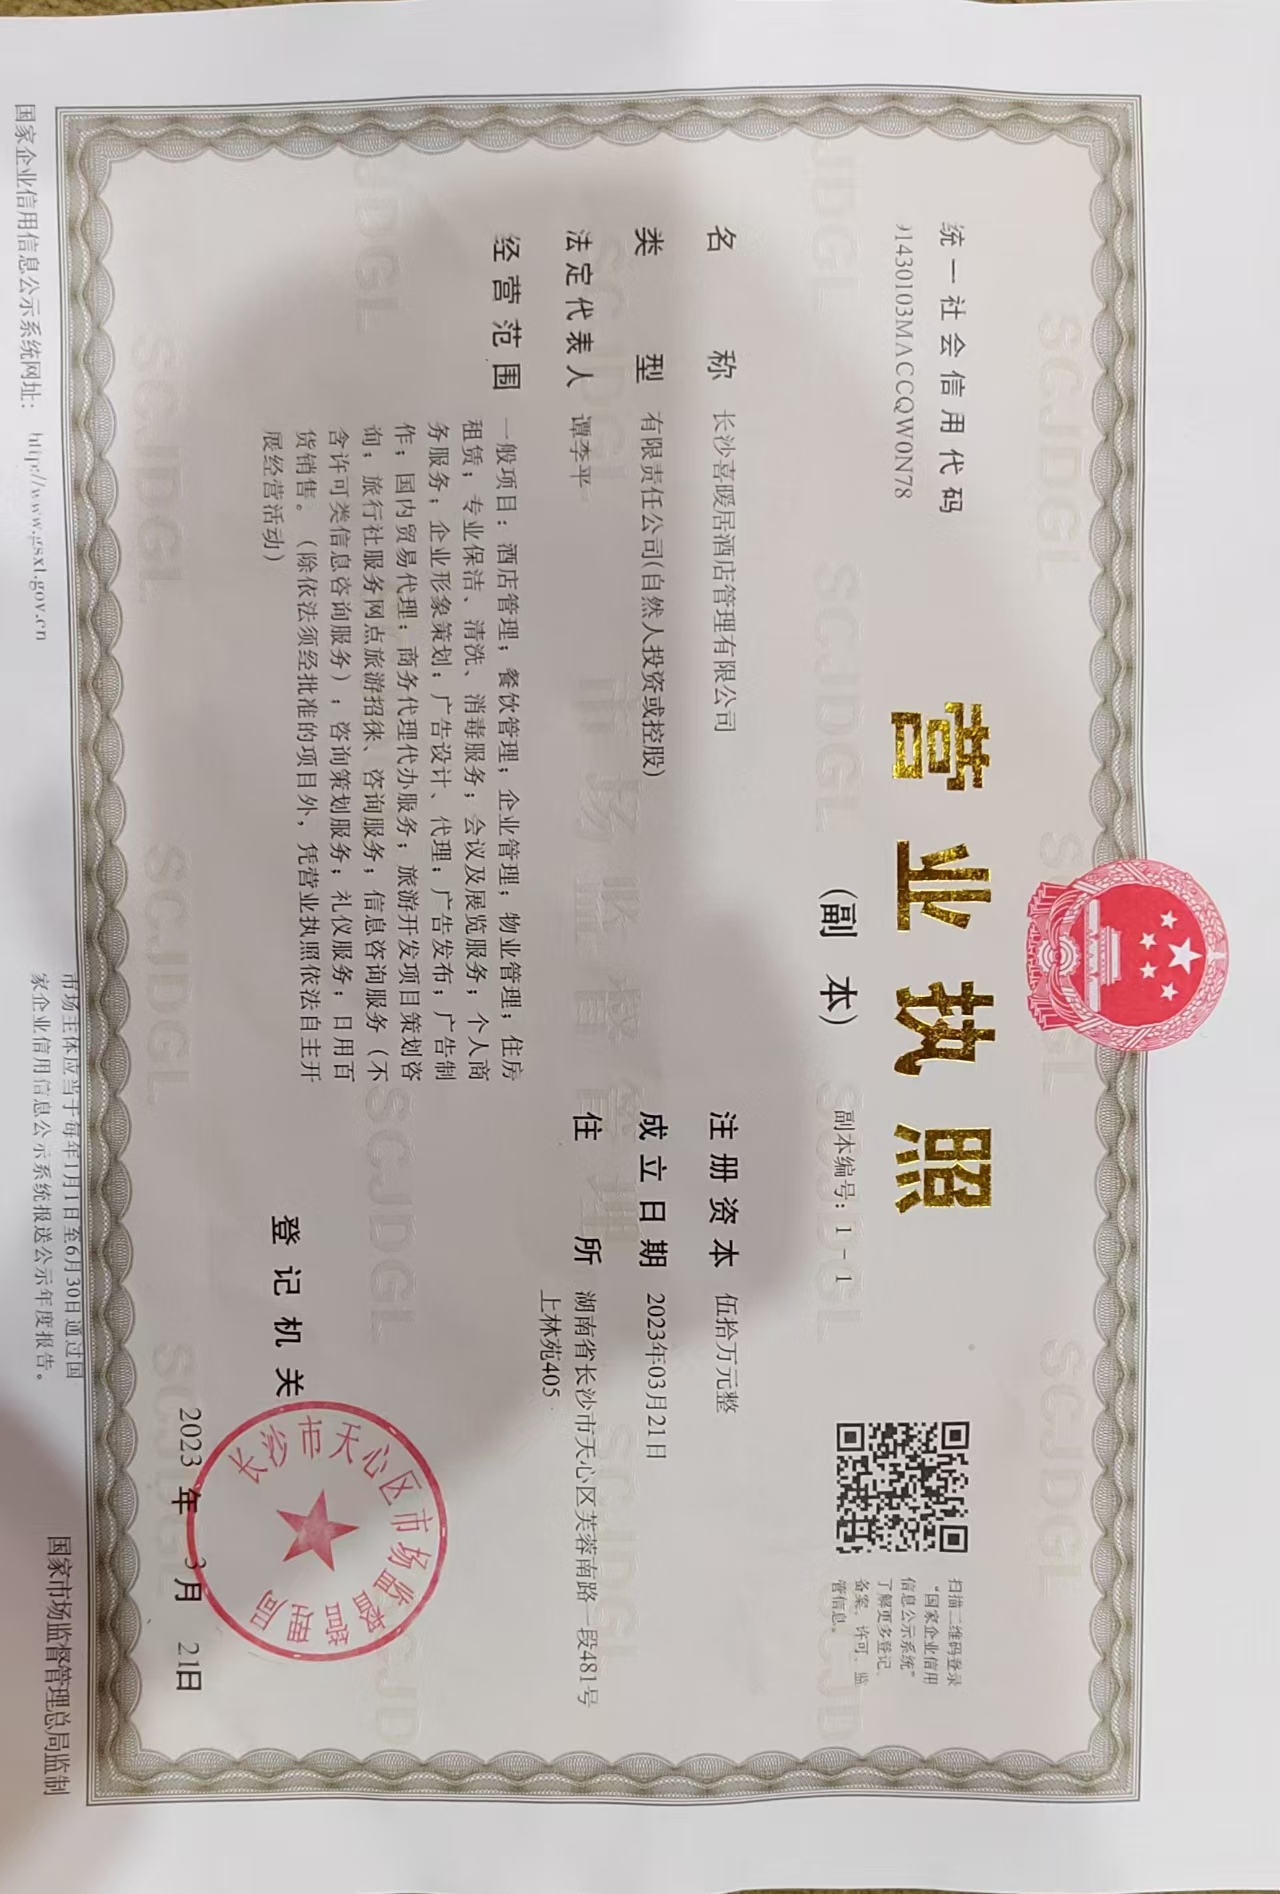 营业执照
（副 本）
副本编号：1－1
统一社会信用代码
91430103MACCQW0N78
扫描二维码登录
“国家企业信用
信息公示系统”
了解更多登记、
备案、许可、监
管信息。
名 称 长沙喜暖居酒店管理有限公司
类 型 有限责任公司(自然人投资或控股)
法定代表人 谭李平
经营范围 一般项目：酒店管理；餐饮管理；企业管理；物业管理；住房
租赁；专业保洁、清洗、消毒服务；会议及展览服务；个人商
务服务；企业形象策划；广告设计、代理；广告发布；广告制
作；国内贸易代理；商务代理代办服务；旅游开发项目策划咨
询；旅行社服务网点旅游招徕、咨询服务；信息咨询服务（不
含许可类信息咨询服务）；咨询策划服务；礼仪服务；日用百
货销售。（除依法须经批准的项目外，凭营业执照依法自主开
展经营活动）
注册资本 伍拾万元整
成立日期 2023年03月21日
住 所 湖南省长沙市天心区芙蓉南路一段481号
上林苑405
登记机关
长沙市天心区市场监督管理局
2023 年 3 月 21日
国家企业信用信息公示系统网址： http://www.gsxt.gov.cn
市场主体应当于每年1月1日至6月30日通过国
家企业信用信息公示系统报送公示年度报告。
国家市场监督管理总局监制
SCJDGL
市场监督管理